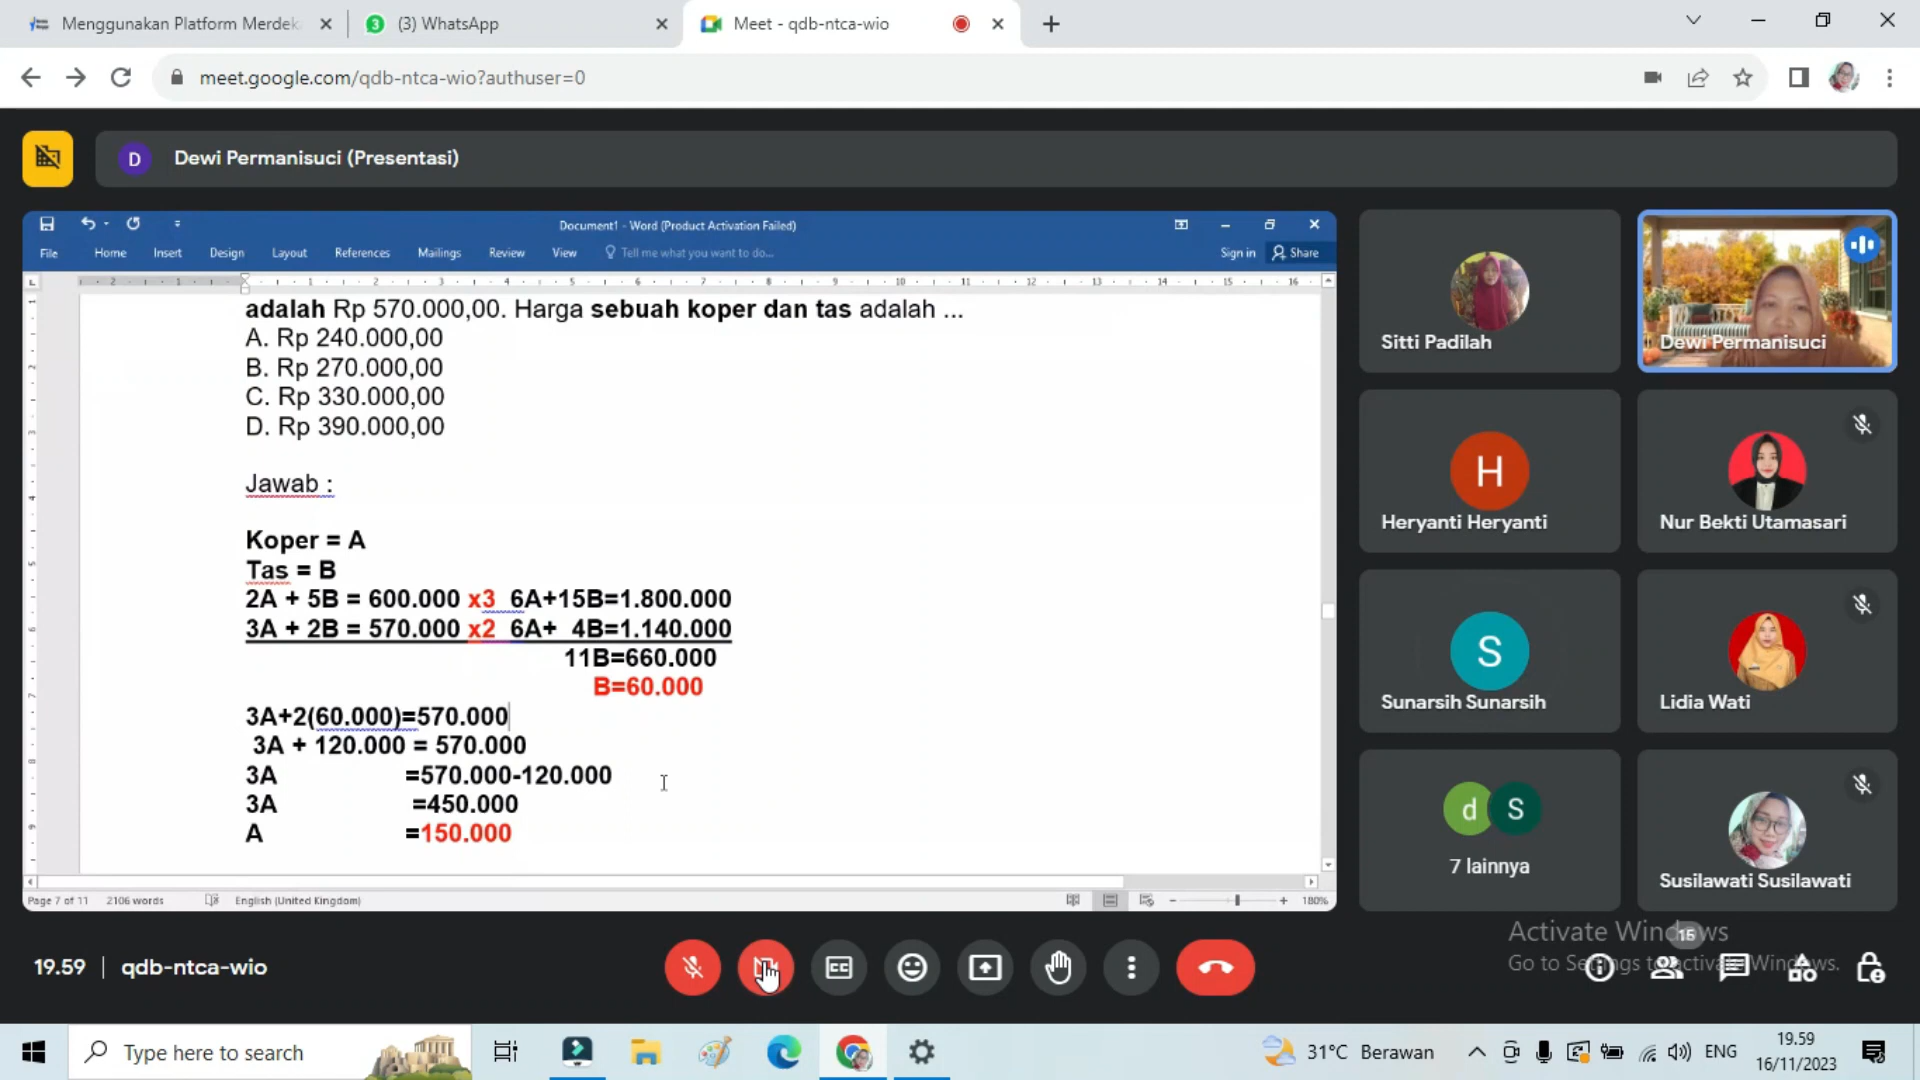 Menggunakan Platform Merdek
(3) WhatsApp
Meet - qdb-ntca-wio
meet.google.com/qdb-ntca-wio?authuser=0
D
Dewi Permanisuci (Presentasi)
Document1 - Word (Product Activation Failed)
File Home Insert Design Layout References Mailings Review View Tell me what you want to do... Sign in Share
adalah Rp 570.000,00. Harga sebuah koper dan tas adalah ...
A. Rp 240.000,00
B. Rp 270.000,00
C. Rp 330.000,00
D. Rp 390.000,00
Jawab :
Koper = A
Tas = B
2A + 5B = 600.000 x3 6A+15B=1.800.000
3A + 2B = 570.000 x2 6A+ 4B=1.140.000
11B=660.000
B=60.000
3A+2(60.000)=570.000
3A + 120.000 = 570.000
3A =570.000-120.000
3A =450.000
A =150.000
Page 7 of 11 2106 words English (United Kingdom) 180%
Sitti Padilah
Dewi Permanisuci
H
Heryanti Heryanti
Nur Bekti Utamasari
S
Sunarsih Sunarsih
Lidia Wati
d S
7 lainnya
Susilawati Susilawati
Activate Windows
Go to Settings to activate Windows.
15
19.59 | qdb-ntca-wio
Type here to search
31°C Berawan
ENG
19.59
16/11/2023